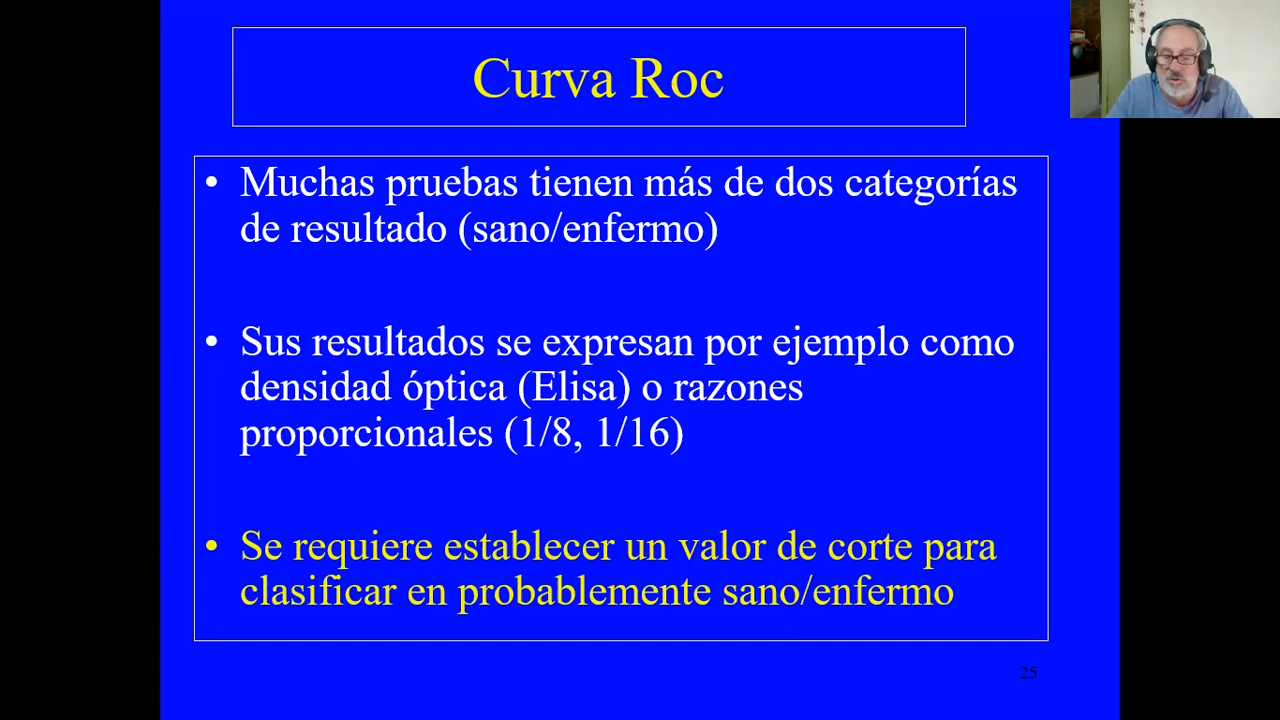 Curva Roc
• Muchas pruebas tienen más de dos categorías
de resultado (sano/enfermo)
• Sus resultados se expresan por ejemplo como
densidad óptica (Elisa) o razones
proporcionales (1/8, 1/16)
• Se requiere establecer un valor de corte para
clasificar en probablemente sano/enfermo
25